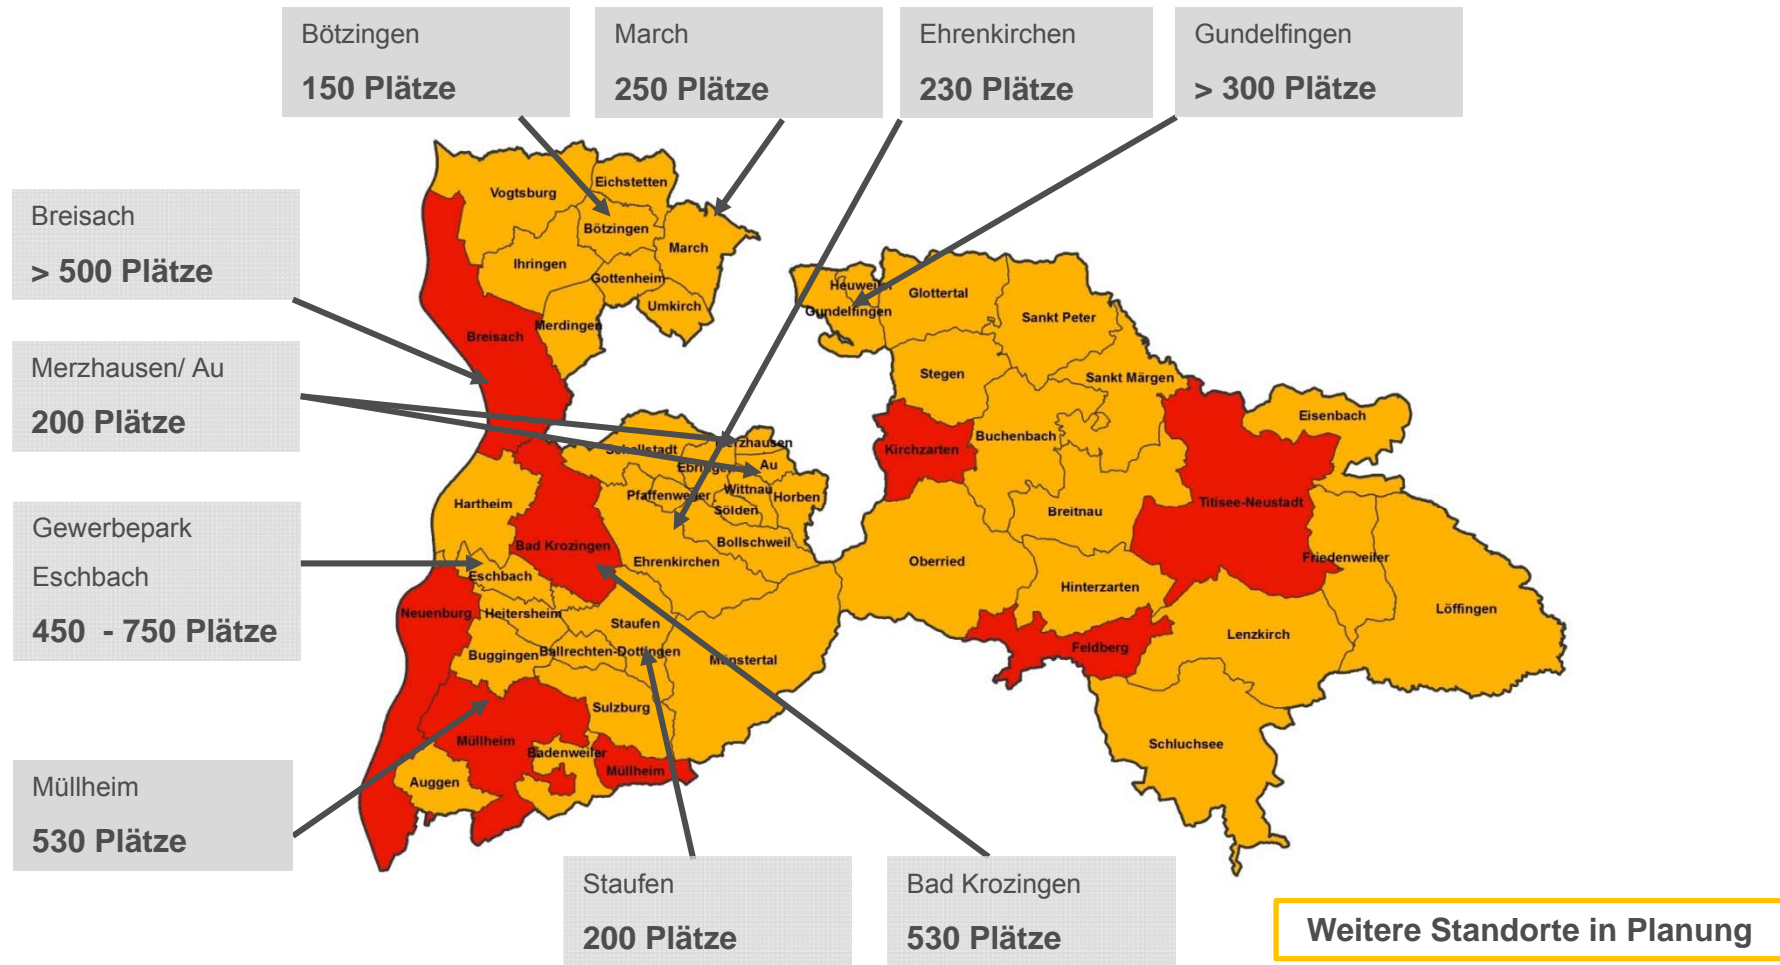 Bötzingen
150 Plätze
March
250 Plätze
Ehrenkirchen
230 Plätze
Gundelfingen
> 300 Plätze
Breisach
> 500 Plätze
Merzhausen/ Au
200 Plätze
Gewerbepark
Eschbach
450  - 750 Plätze
Müllheim
530 Plätze
Staufen
200 Plätze
Bad Krozingen
530 Plätze
Weitere Standorte in Planung
Vogtsburg
Eichstetten
Bötzingen
March
Ihringen
Gottenheim
Umkirch
Merdingen
Breisach
Heuweiler
Gundelfingen
Glottertal
Sankt Peter
Stegen
Sankt Märgen
Eisenbach
Kirchzarten
Buchenbach
Titisee-Neustadt
Breitnau
Oberried
Hinterzarten
Friedenweiler
Löffingen
Feldberg
Lenzkirch
Schluchsee
Schallstadt
Merzhausen
Ebringen
Au
Pfaffenweiler
Wittnau
Horben
Sölden
Bollschweil
Hartheim
Bad Krozingen
Ehrenkirchen
Eschbach
Neuenburg
Heitersheim
Staufen
Buggingen
Ballrechten-Dottingen
Münstertal
Sulzburg
Müllheim
Badenweiler
Müllheim
Auggen